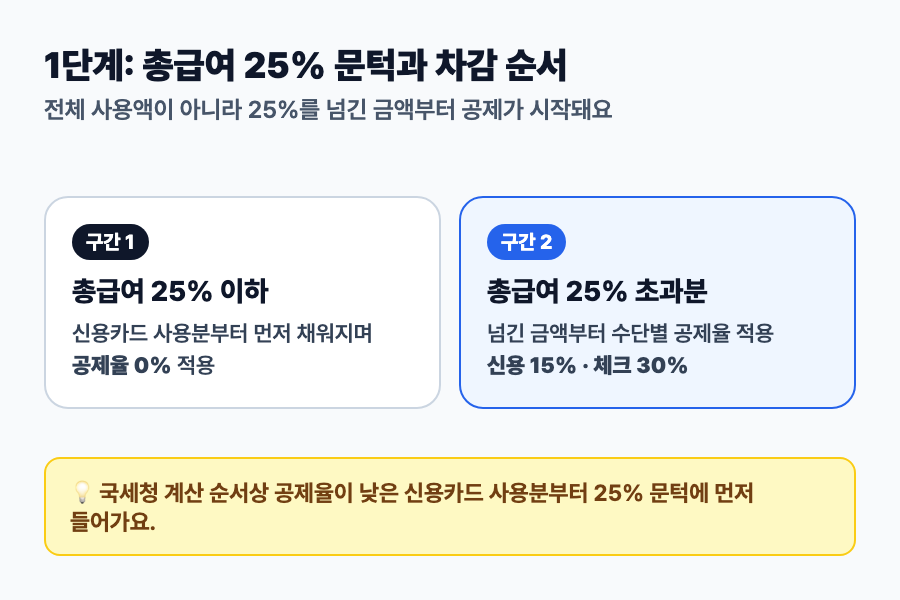 1단계: 총급여 25% 문턱과 차감 순서
전체 사용액이 아니라 25%를 넘긴 금액부터 공제가 시작돼요
구간 1
총급여 25% 이하
신용카드 사용분부터 먼저 채워지며
공제율 0% 적용
구간 2
총급여 25% 초과분
넘긴 금액부터 수단별 공제율 적용
신용 15% · 체크 30%
💡 국세청 계산 순서상 공제율이 낮은 신용카드 사용분부터 25% 문턱에 먼저
들어가요.